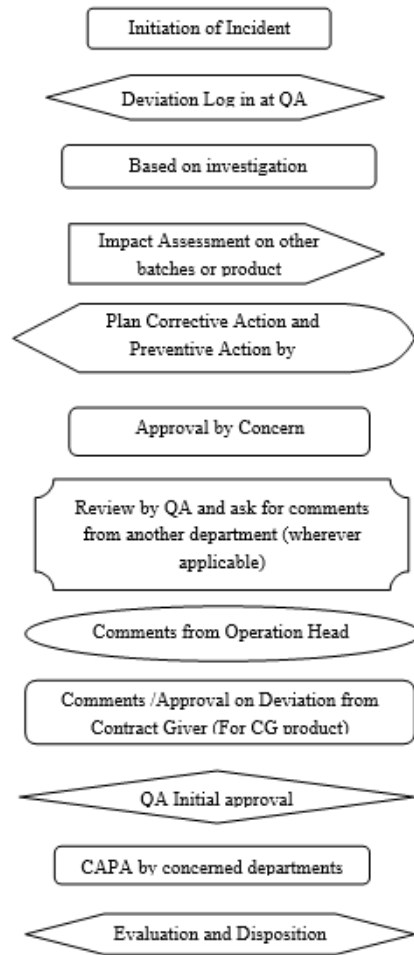 Initiation of Incident
Deviation Log in at QA
Based on investigation
Impact Assessment on other
batches or product
Plan Corrective Action and
Preventive Action by
Approval by Concern
Review by QA and ask for comments
from another department (wherever
applicable)
Comments from Operation Head
Comments /Approval on Deviation from
Contract Giver (For CG product)
QA Initial approval
CAPA by concerned departments
Evaluation and Disposition